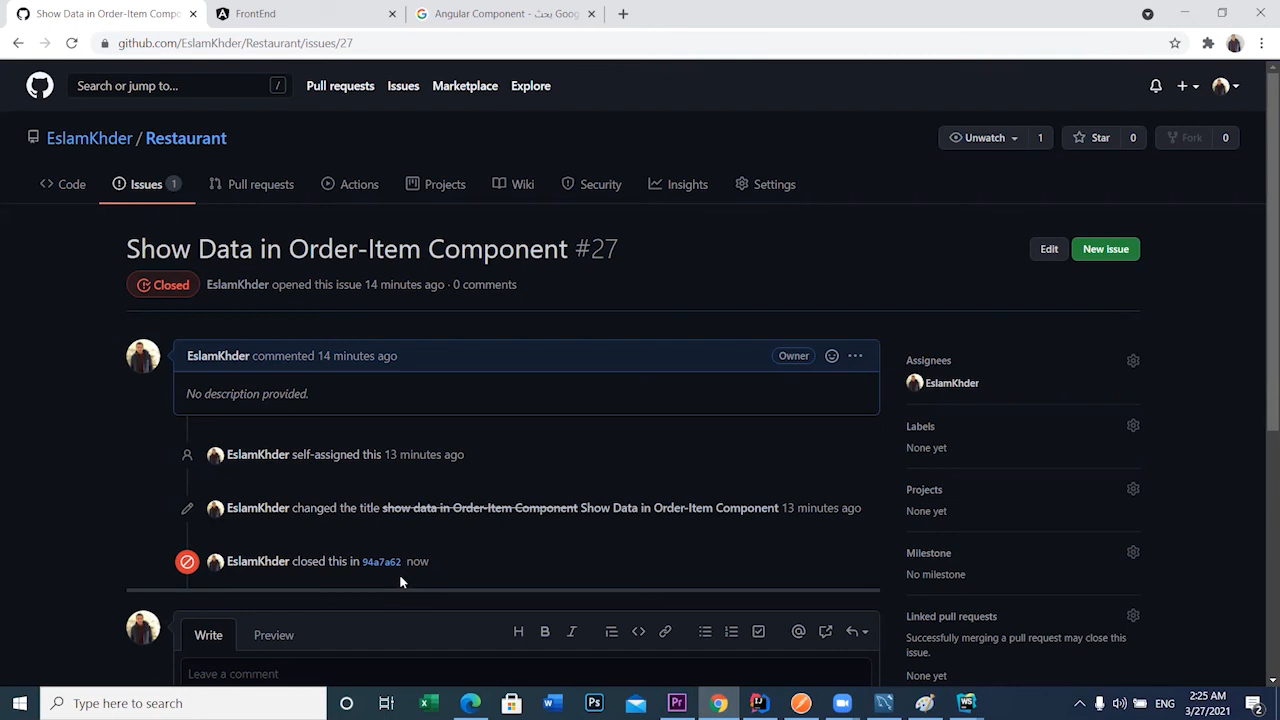 Show Data in Order-Item Compo
FrontEnd
Angular Component - بحث Goog
github.com/EslamKhder/Restaurant/issues/27
Search or jump to...
/
Pull requests
Issues
Marketplace
Explore
EslamKhder / Restaurant
Unwatch
1
Star
0
Fork
0
Code
Issues 1
Pull requests
Actions
Projects
Wiki
Security
Insights
Settings
Show Data in Order-Item Component #27
Edit
New issue
Closed
EslamKhder opened this issue 14 minutes ago · 0 comments
EslamKhder commented 14 minutes ago
Owner
No description provided.
EslamKhder self-assigned this 13 minutes ago
EslamKhder changed the title show data in Order-Item Component Show Data in Order-Item Component 13 minutes ago
EslamKhder closed this in 94a7a62 now
Assignees
EslamKhder
Labels
None yet
Projects
None yet
Milestone
No milestone
Linked pull requests
Successfully merging a pull request may close this
issue.
None yet
Write
Preview
Leave a comment
Type here to search
2:25 AM
3/27/2021
2